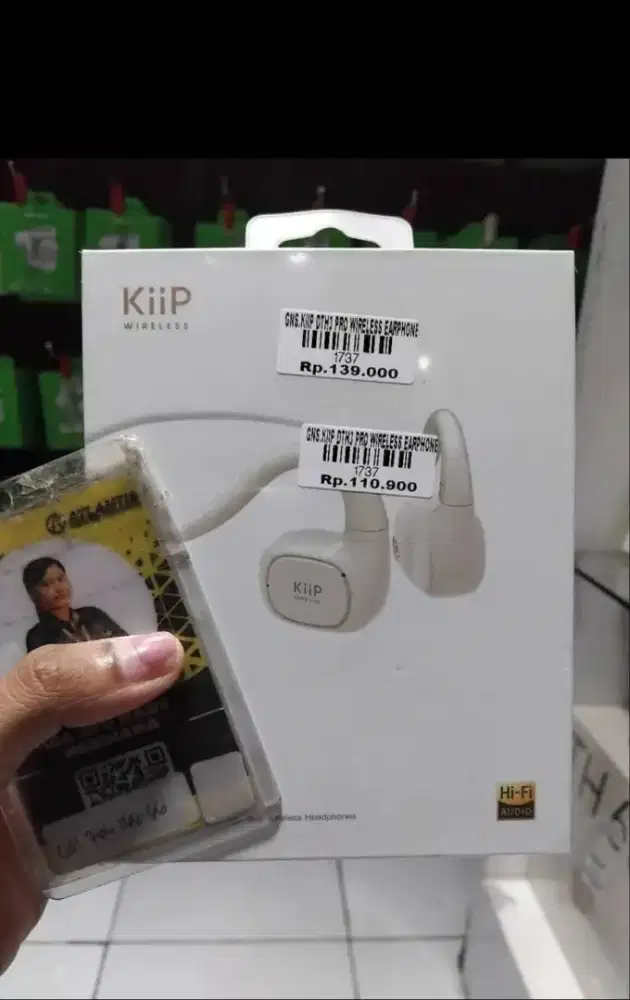 KiiP
WIRELESS
GNS.KIIP DTH3 PRO WIRELESS EARPHONE
1737
Rp.139.000
GNS.KIIP DTH3 PRO WIRELESS EARPHONE
1737
Rp.110.900
KiiP
WIRELESS
Hi-Fi
AUDIO
Wireless Headphones